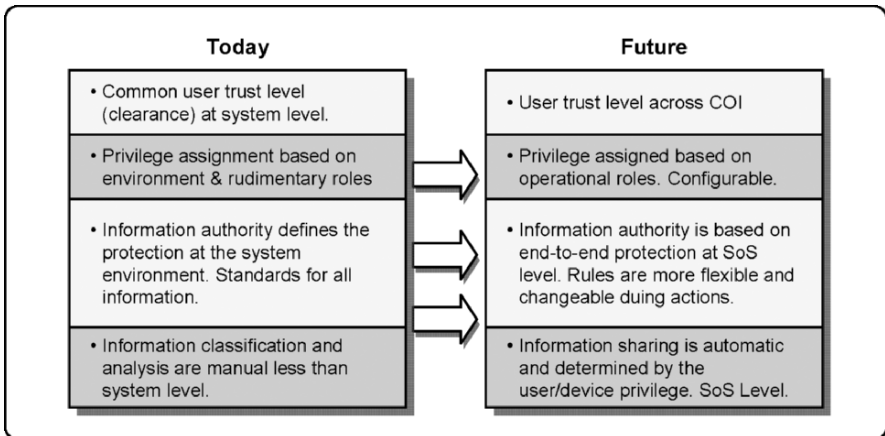 Today
• Common user trust level
(clearance) at system level.
• Privilege assignment based on
environment & rudimentary roles
• Information authority defines the
protection at the system
environment. Standards for all
information.
• Information classification and
analysis are manual less than
system level.
Future
• User trust level across COI
• Privilege assigned based on
operational roles. Configurable.
• Information authority is based on
end-to-end protection at SoS
level. Rules are more flexible and
changeable duing actions.
• Information sharing is automatic
and determined by the
user/device privilege. SoS Level.